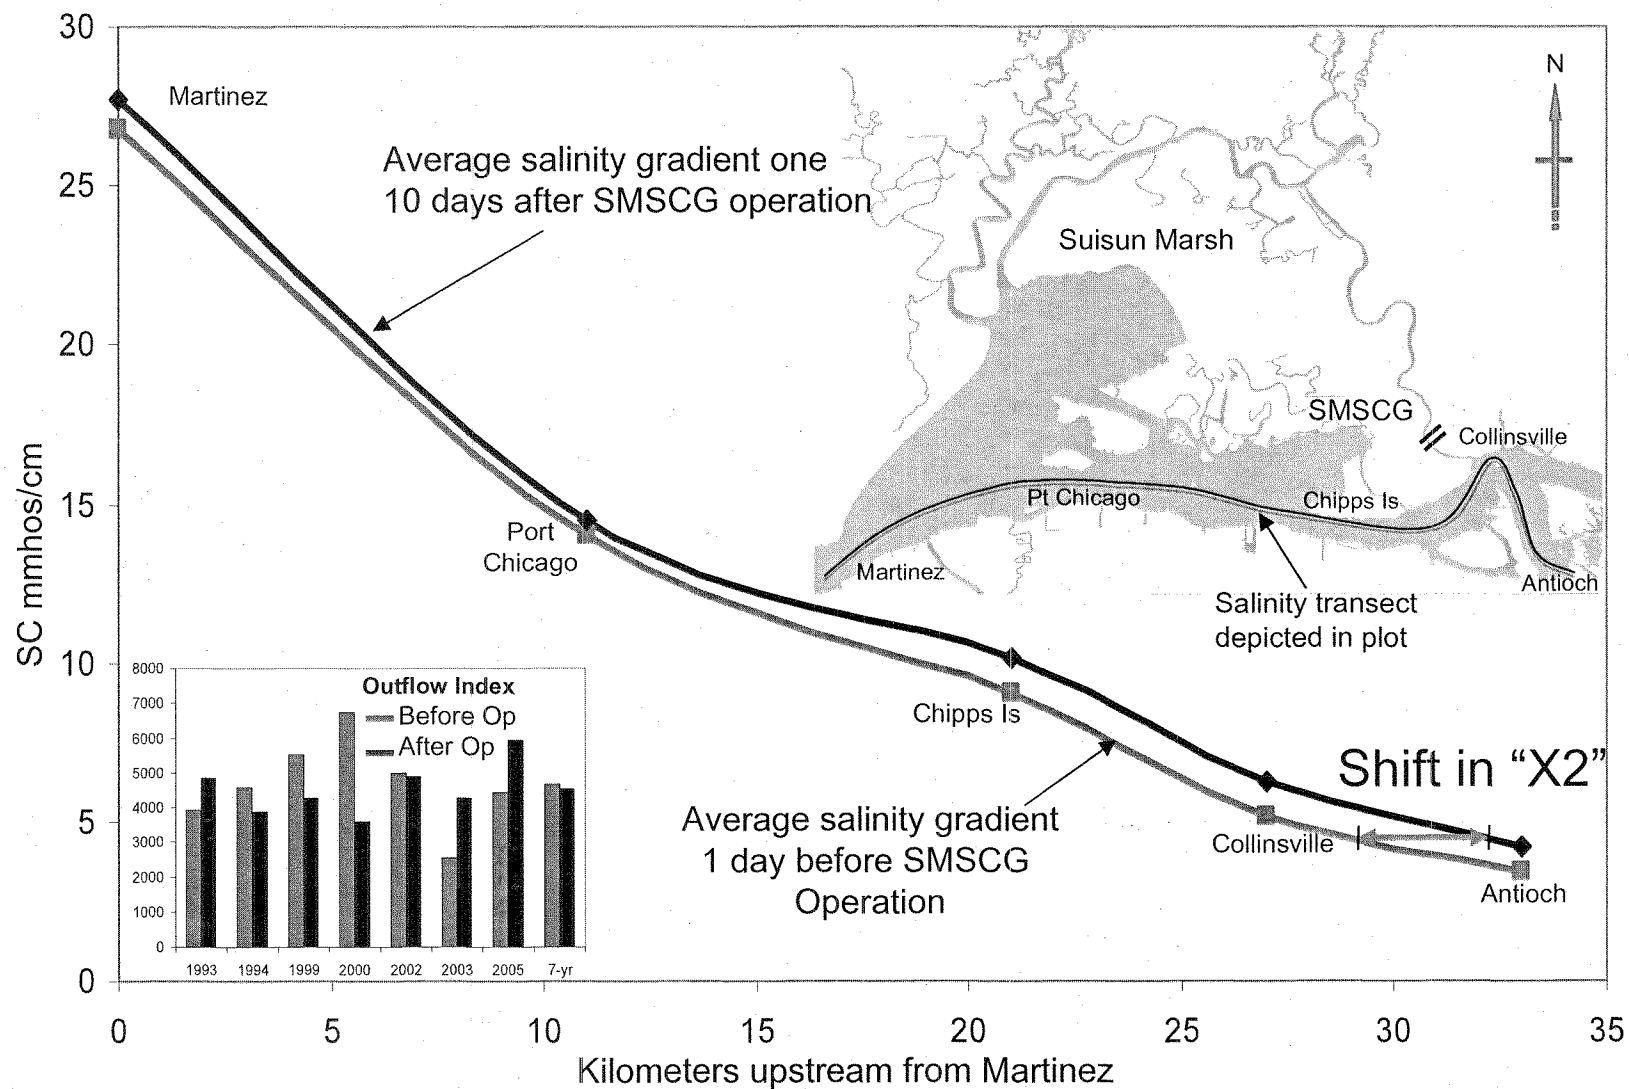 30
25
20
15
10
5
0
SC mmhos/cm
Martinez
Average salinity gradient one
10 days after SMSCG operation
N
Suisun Marsh
SMSCG
Collinsville
Pt Chicago
Chipps Is
Martinez
Antioch
Salinity transect
depicted in plot
Port
Chicago
Chipps Is
Shift in “X2”
Average salinity gradient
1 day before SMSCG
Operation
Collinsville
Antioch
Outflow Index
Before Op
After Op
8000
7000
6000
5000
4000
3000
2000
1000
0
1993 1994 1999 2000 2002 2003 2005 7-yr
0 5 10 15 20 25 30 35
Kilometers upstream from Martinez